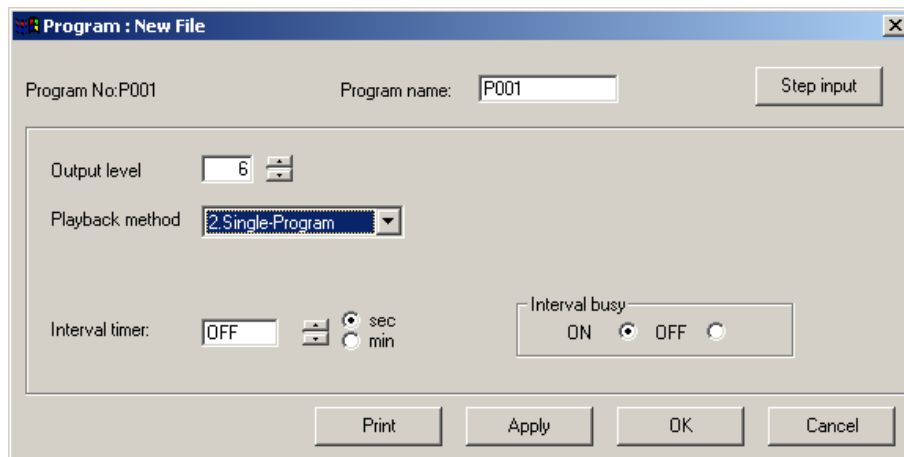 Program : New File
Program No:P001 Program name: P001 Step input
Output level 6
Playback method 2.Single-Program
Interval busy
Interval timer: OFF sec ON OFF
min
Print Apply OK Cancel